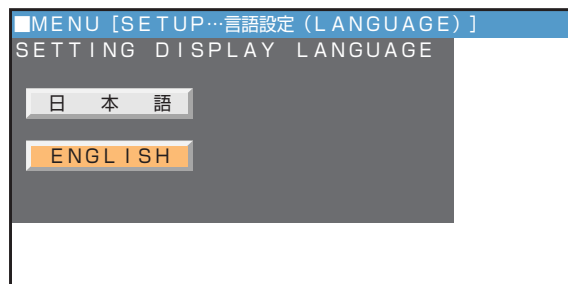 ■MENU [SETUP…言語設定(LANGUAGE)]
SETTING DISPLAY LANGUAGE
日 本 語
ENGLISH